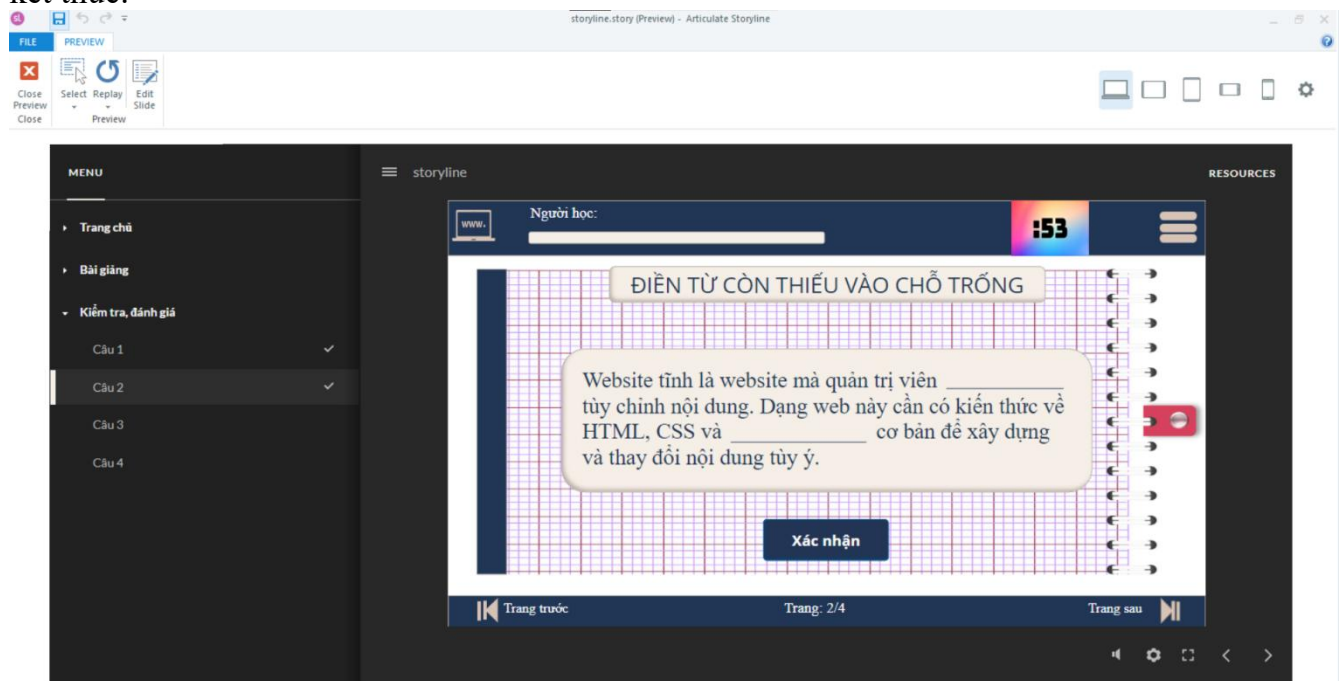 storyline.story (Preview) - Articulate Storyline
FILE PREVIEW
Close Preview
Select
Replay
Edit Slide
Close
Preview
MENU
storyline
RESOURCES
Trang chủ
Bài giảng
Kiểm tra, đánh giá
Câu 1
Câu 2
Câu 3
Câu 4
www.
Người học:
:53
ĐIỀN TỪ CÒN THIẾU VÀO CHỖ TRỐNG
Website tĩnh là website mà quản trị viên ___________
tùy chỉnh nội dung. Dạng web này cần có kiến thức về
HTML, CSS và _____________ cơ bản để xây dựng
và thay đổi nội dung tùy ý.
Xác nhận
Trang trước
Trang: 2/4
Trang sau